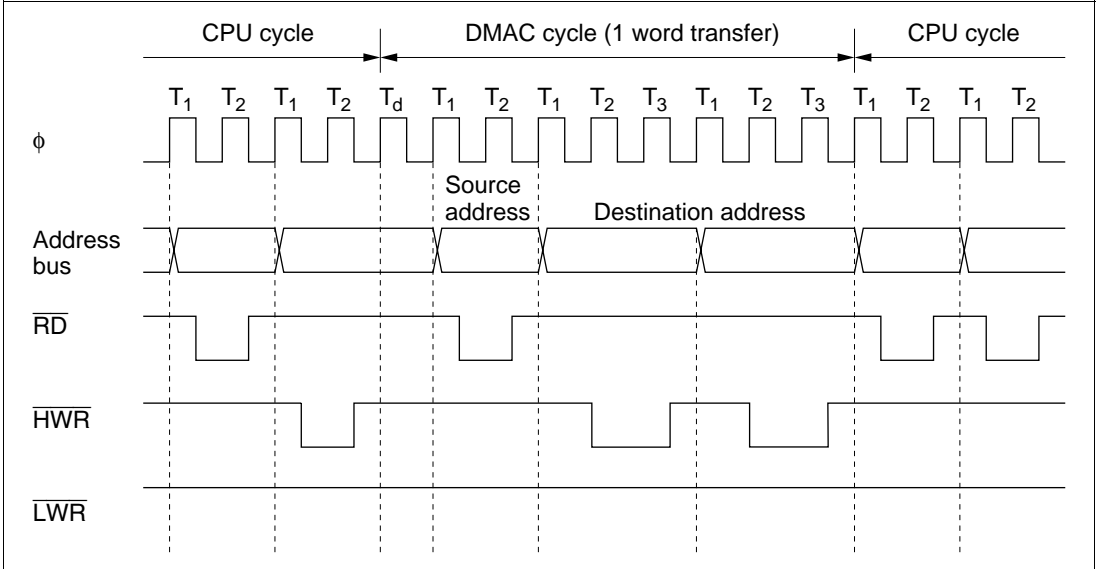 CPU cycle DMAC cycle (1 word transfer) CPU cycle
T1 T2 T1 T2 Td T1 T2 T1 T2 T3 T1 T2 T3 T1 T2 T1 T2
ϕ
Source
address Destination address
Address
bus
RD
HWR
LWR